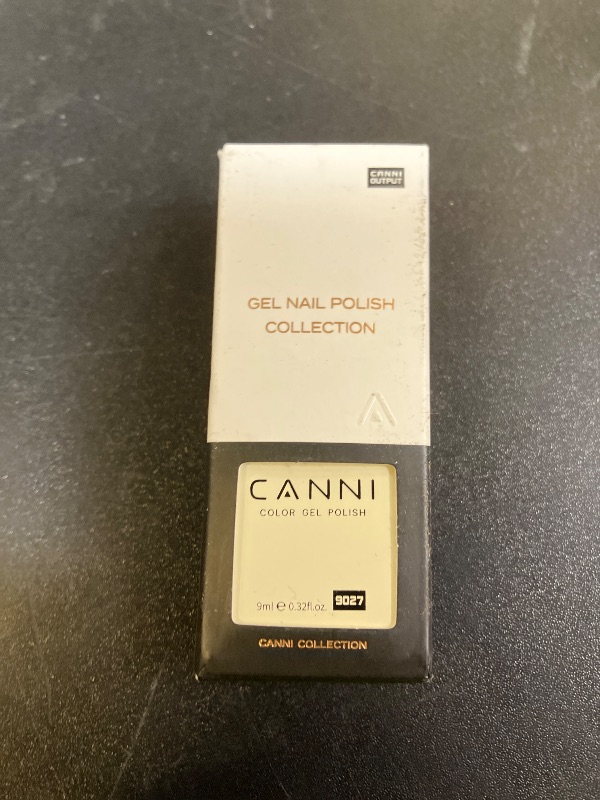 CANNI
OUTPUT
GEL NAIL POLISH
COLLECTION
CANNI
COLOR GEL POLISH
9ml ℮ 0.32fl.oz.
9027
CANNI COLLECTION